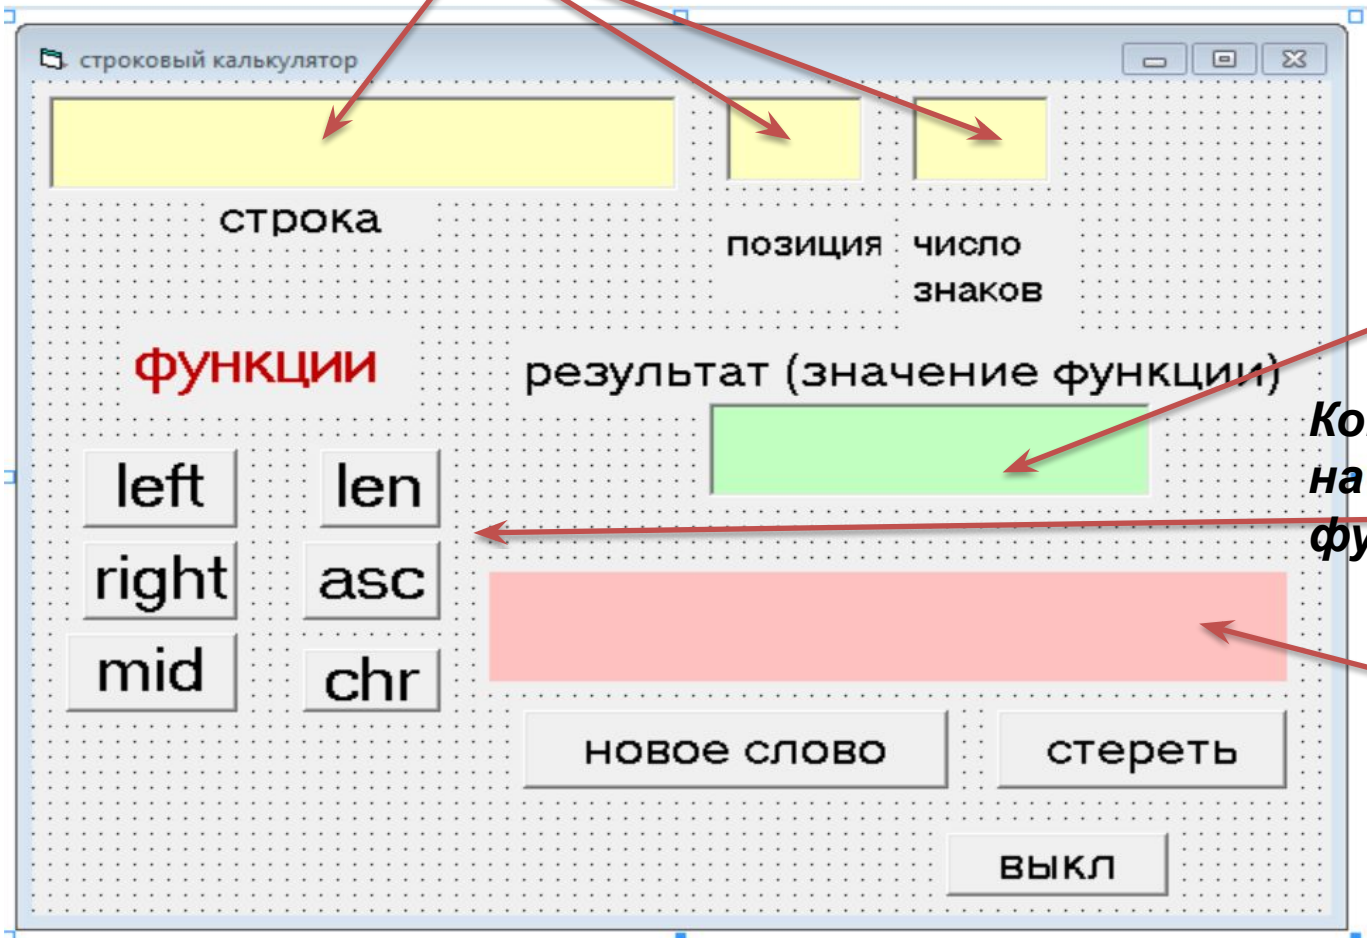 строковый калькулятор
строка
позиция
число
знаков
функции
результат (значение функции)
left
len
на
right
asc
mid
chr
новое слово
стереть
выкл